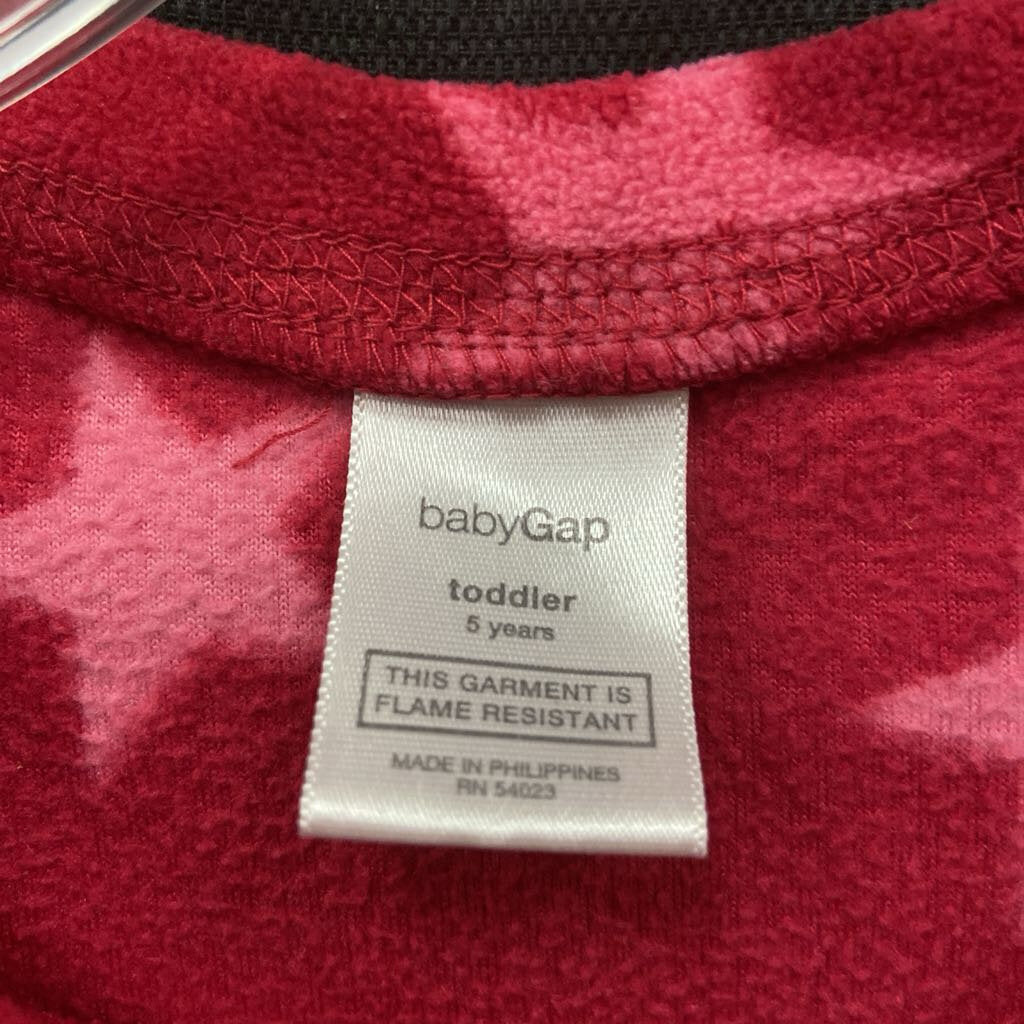 babyGap
toddler
5 years
THIS GARMENT IS
FLAME RESISTANT
MADE IN PHILIPPINES
RN 54023